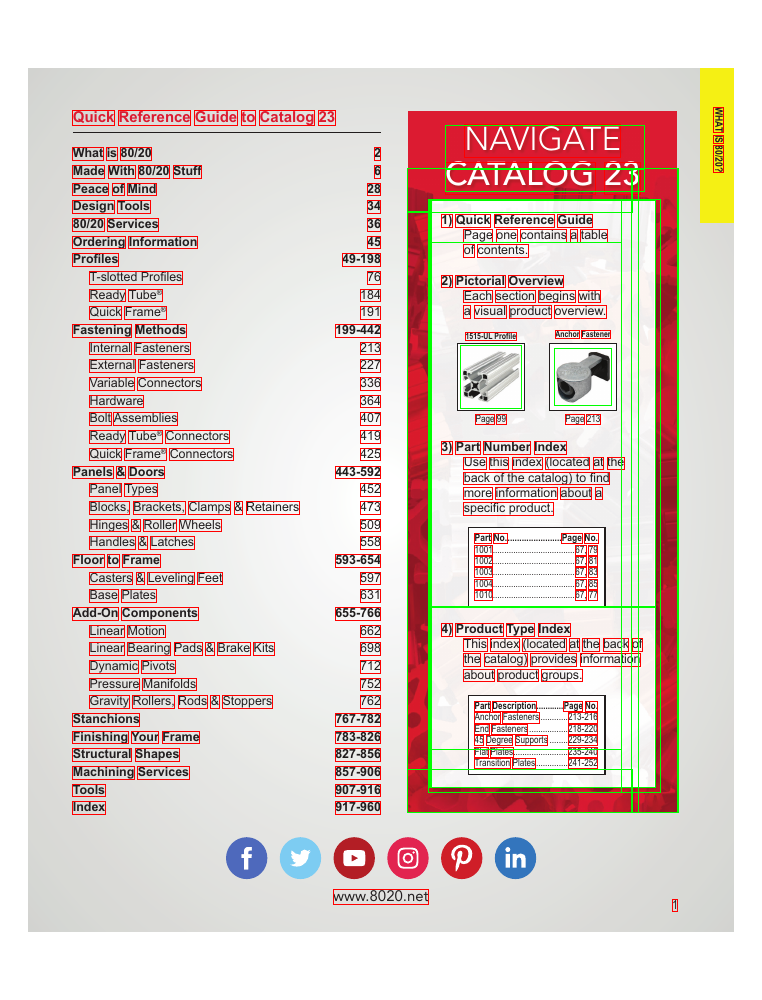 Quick Reference Guide to Catalog 23
What is 80/20 2
Made With 80/20 Stuff 6
Peace of Mind 28
Design Tools 34
80/20 Services 36
Ordering Information 45
Profiles 49-198
T-slotted Profiles 76
Ready Tube® 184
Quick Frame® 191
Fastening Methods 199-442
Internal Fasteners 213
External Fasteners 227
Variable Connectors 336
Hardware 364
Bolt Assemblies 407
Ready Tube® Connectors 419
Quick Frame® Connectors 425
Panels & Doors 443-592
Panel Types 452
Blocks, Brackets, Clamps & Retainers 473
Hinges & Roller Wheels 509
Handles & Latches 558
Floor to Frame 593-654
Casters & Leveling Feet 597
Base Plates 631
Add-On Components 655-766
Linear Motion 662
Linear Bearing Pads & Brake Kits 698
Dynamic Pivots 712
Pressure Manifolds 752
Gravity Rollers, Rods & Stoppers 762
Stanchions 767-782
Finishing Your Frame 783-826
Structural Shapes 827-856
Machining Services 857-906
Tools 907-916
Index 917-960
NAVIGATE
CATALOG 23
1) Quick Reference Guide
Page one contains a table
of contents.
2) Pictorial Overview
Each section begins with
a visual product overview.
1515-UL Profile Anchor Fastener
Page 99 Page 213
3) Part Number Index
Use this index (located at the
back of the catalog) to find
more information about a
specific product.
Part No.......................Page No.
1001..................................67, 79
1002..................................67, 81
1003..................................67, 83
1004..................................67, 85
1010..................................67, 77
4) Product Type Index
This index (located at the back of
the catalog) provides information
about product groups.
Part Description...........Page No.
Anchor Fasteners...........213-216
End Fasteners................218-220
45 Degree Supports.......229-234
Flat Plates.......................235-240
Transition Plates.............241-252
WHAT IS 80/20?
www.8020.net
1